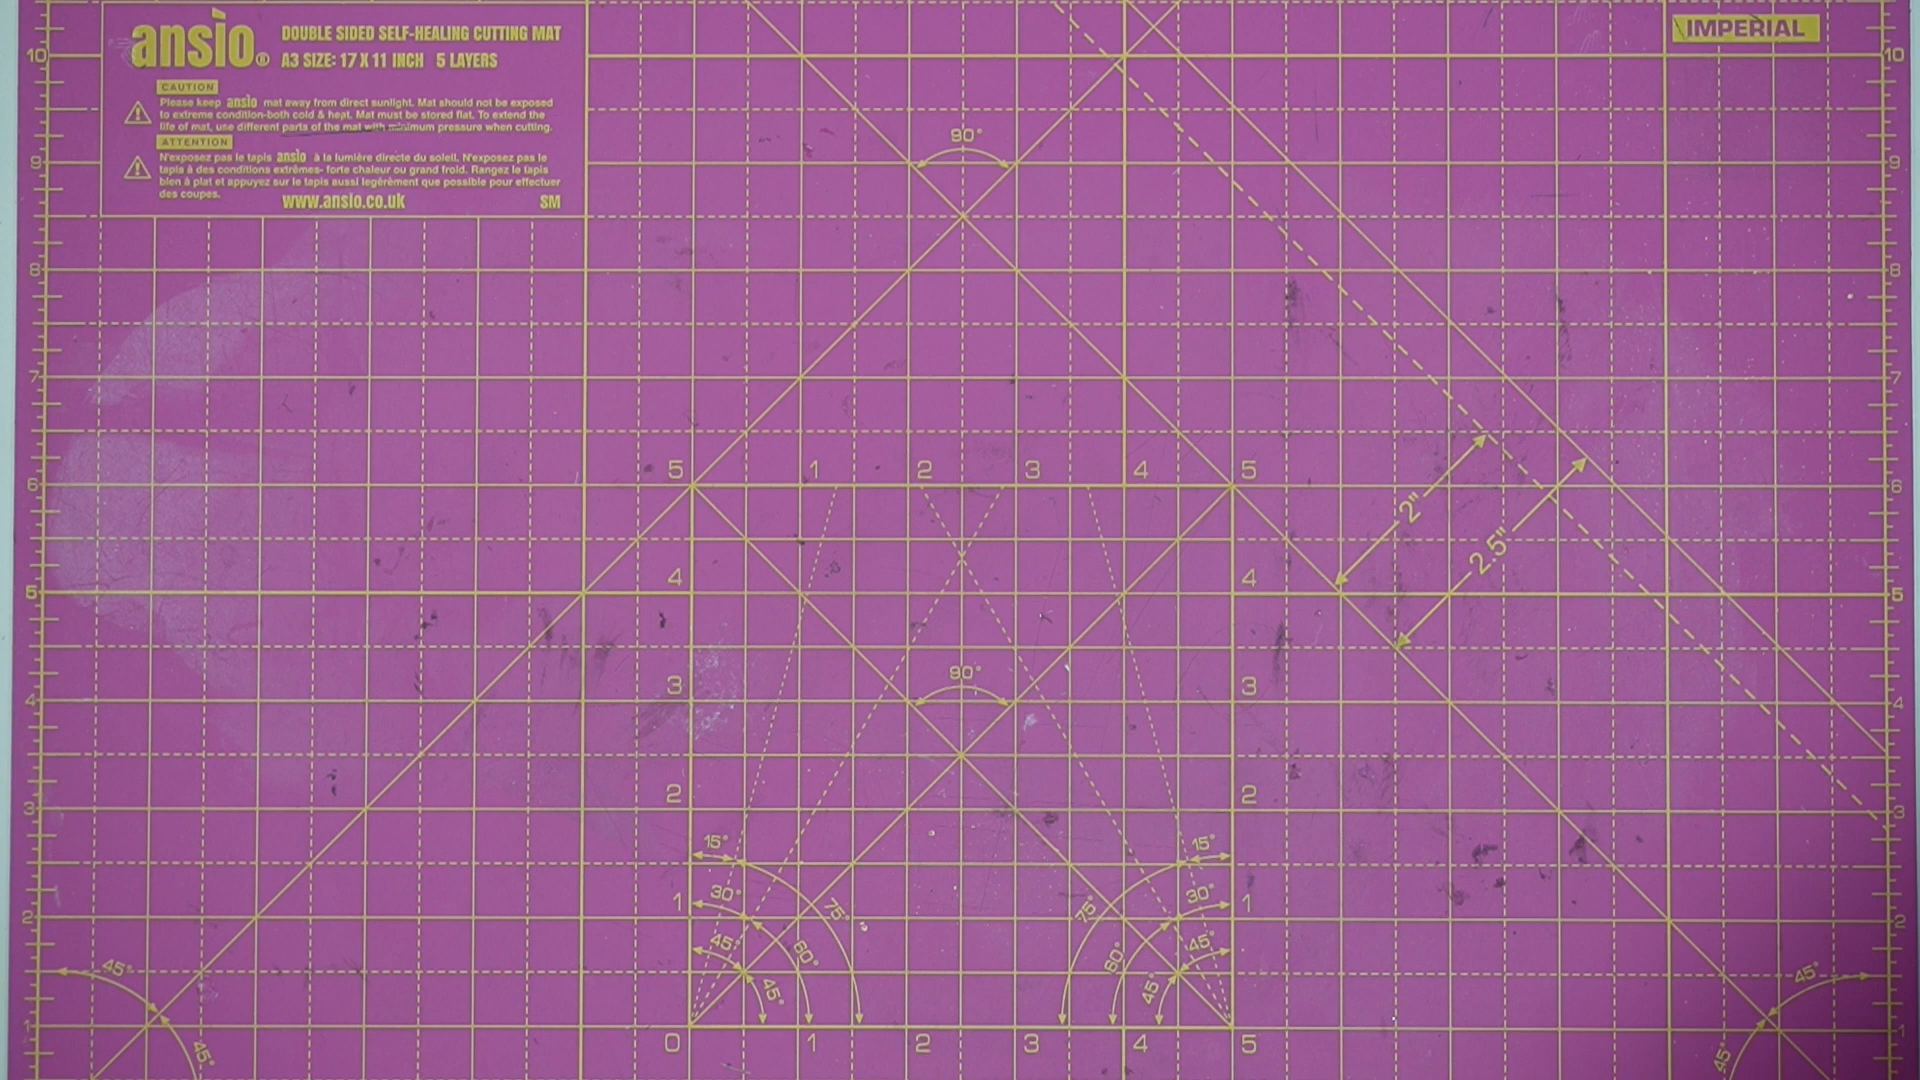 ansio®
DOUBLE SIDED SELF-HEALING CUTTING MAT
A3 SIZE: 17 X 11 INCH 5 LAYERS
CAUTION
Please keep ansio mat away from direct sunlight. Mat should not be exposed
to extreme condition-both cold & heat. Mat must be stored flat. To extend the
life of mat, use different parts of the mat with minimum pressure when cutting.
ATTENTION
N'exposez pas le tapis ansio à la lumière directe du soleil. N'exposez pas le
tapis à des conditions extrêmes- forte chaleur ou grand froid. Rangez le tapis
bien à plat et appuyez sur le tapis aussi legérèment que possible pour effectuer
des coupes.
www.ansio.co.uk SM
IMPERIAL
10 10
90°
9 9
8 8
7 7
5 1 2 3 4 5
6 6
2"
2.5"
4 4
5 5
3 90° 3
4 4
2 2
3 3
15° 15°
1 30° 75° 75° 30° 1
2 2
45° 60° 60° 45°
45° 45° 45° 45°
1 1
0 1 2 3 4 5
45° 45°